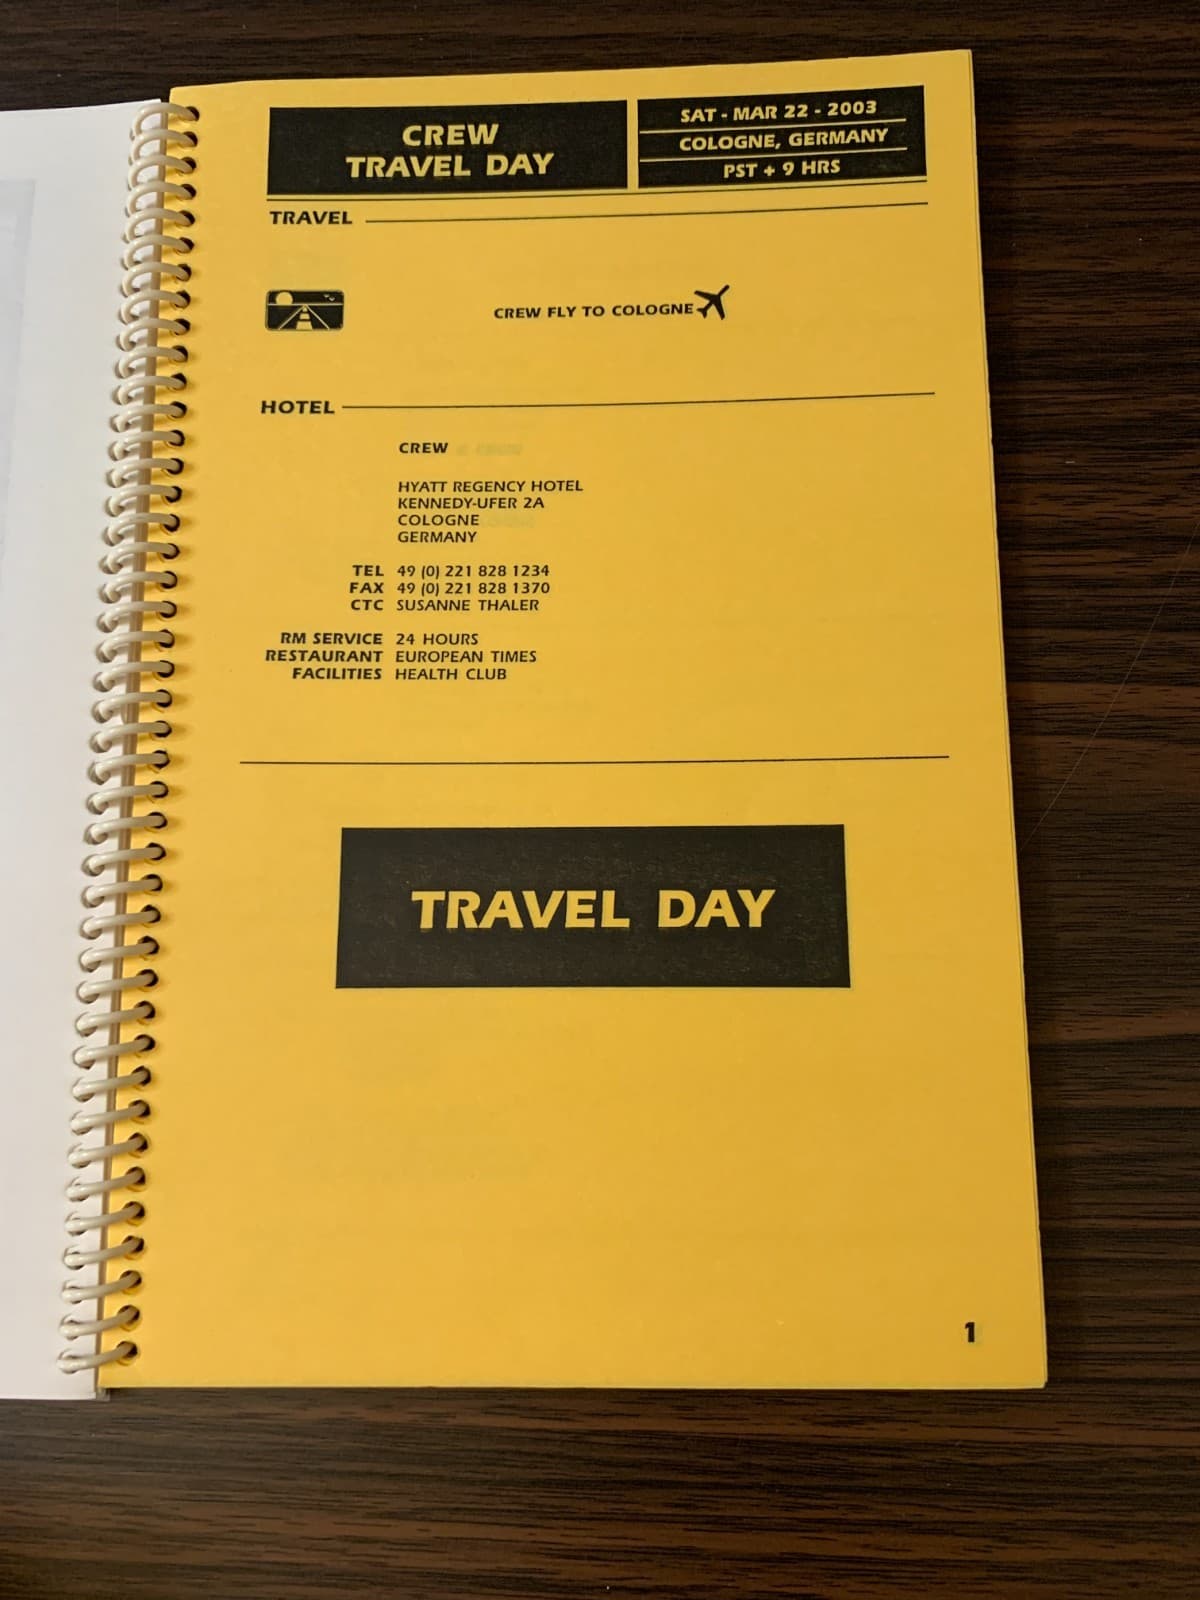 CREW
TRAVEL DAY
SAT - MAR 22 - 2003
COLOGNE, GERMANY
PST + 9 HRS
TRAVEL
CREW FLY TO COLOGNE
HOTEL
CREW
HYATT REGENCY HOTEL
KENNEDY-UFER 2A
COLOGNE
GERMANY
TEL 49 (0) 221 828 1234
FAX 49 (0) 221 828 1370
CTC SUSANNE THALER
RM SERVICE 24 HOURS
RESTAURANT EUROPEAN TIMES
FACILITIES HEALTH CLUB
TRAVEL DAY
1